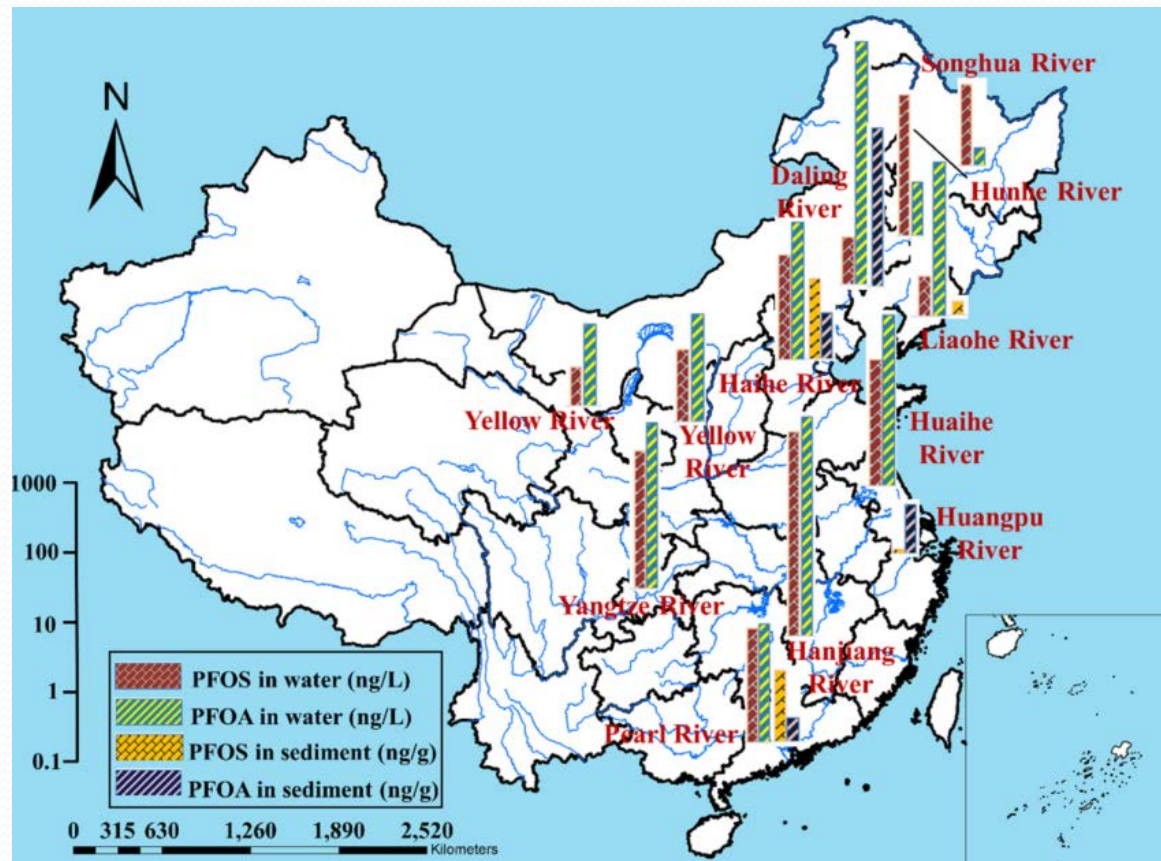 N
Songhua River
Daling
River
Hunhe River
Liaohe River
Haihe River
Yellow River
Yellow
River
Huaihe
River
Huangpu
River
Yangtze River
Hanjiang
River
Pearl River
1000
100
10
1
0.1
PFOS in water (ng/L)
PFOA in water (ng/L)
PFOS in sediment (ng/g)
PFOA in sediment (ng/g)
0 315 630 1,260 1,890 2,520
Kilometers